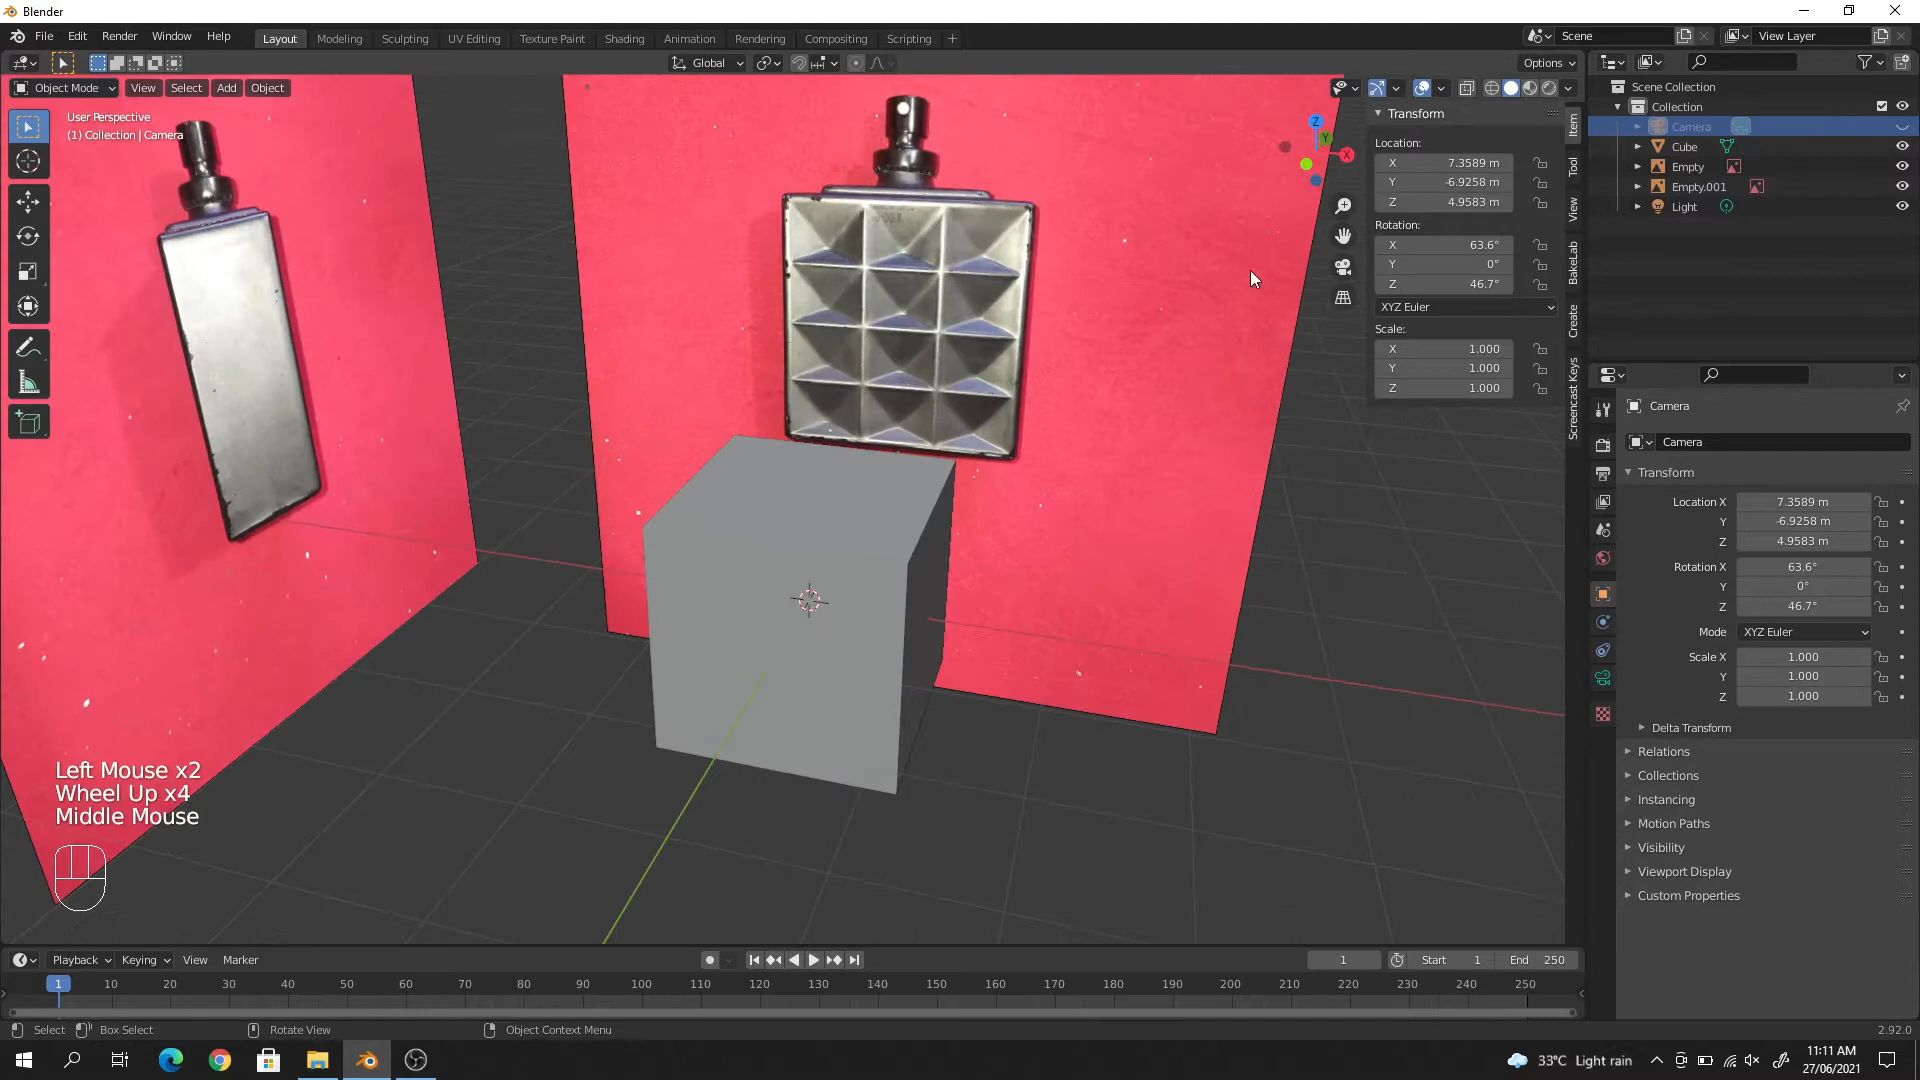 Blender
File Edit Render Window Help
Layout Modeling Sculpting UV Editing Texture Paint Shading Animation Rendering Compositing Scripting +
Scene
View Layer
Global
Options
Object Mode View Select Add Object
User Perspective
(1) Collection | Camera
Z
Y
X
Transform
Location:
X 7.3589 m
Y -6.9258 m
Z 4.9583 m
Rotation:
X 63.6°
Y 0°
Z 46.7°
XYZ Euler
Scale:
X 1.000
Y 1.000
Z 1.000
Item
Tool
View
BakeLab
Create
Screencast Keys
Scene Collection
Collection
Camera
Cube
Empty
Empty.001
Light
Camera
Camera
Transform
Location X 7.3589 m
Y -6.9258 m
Z 4.9583 m
Rotation X 63.6°
Y 0°
Z 46.7°
Mode XYZ Euler
Scale X 1.000
Y 1.000
Z 1.000
Delta Transform
Relations
Collections
Instancing
Motion Paths
Visibility
Viewport Display
Custom Properties
Left Mouse x2
Wheel Up x4
Middle Mouse
Playback Keying View Marker
1
Start 1
End 250
1 10 20 30 40 50 60 70 80 90 100 110 120 130 140 150 160 170 180 190 200 210 220 230 240 250
Select Box Select Rotate View Object Context Menu
2.92.0
33°C Light rain
11:11 AM
27/06/2021